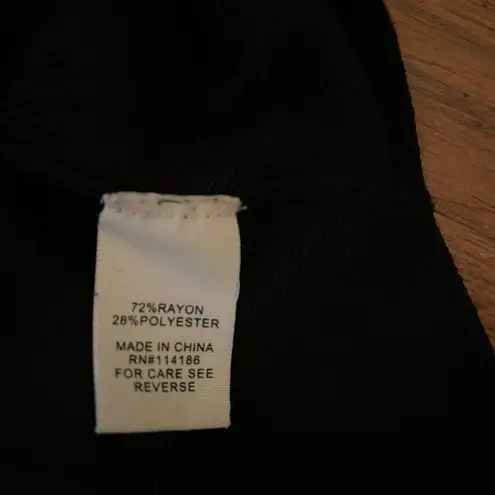 72%RAYON
28%POLYESTER
MADE IN CHINA
RN#114186
FOR CARE SEE
REVERSE